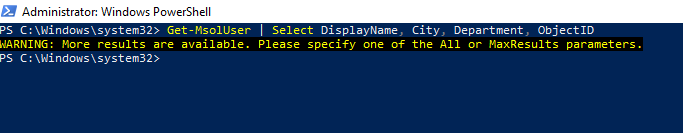 Administrator: Windows PowerShell
PS C:\Windows\system32> Get-MsolUser | Select DisplayName, City, Department, ObjectID
WARNING: More results are available. Please specify one of the All or MaxResults parameters.
PS C:\Windows\system32>